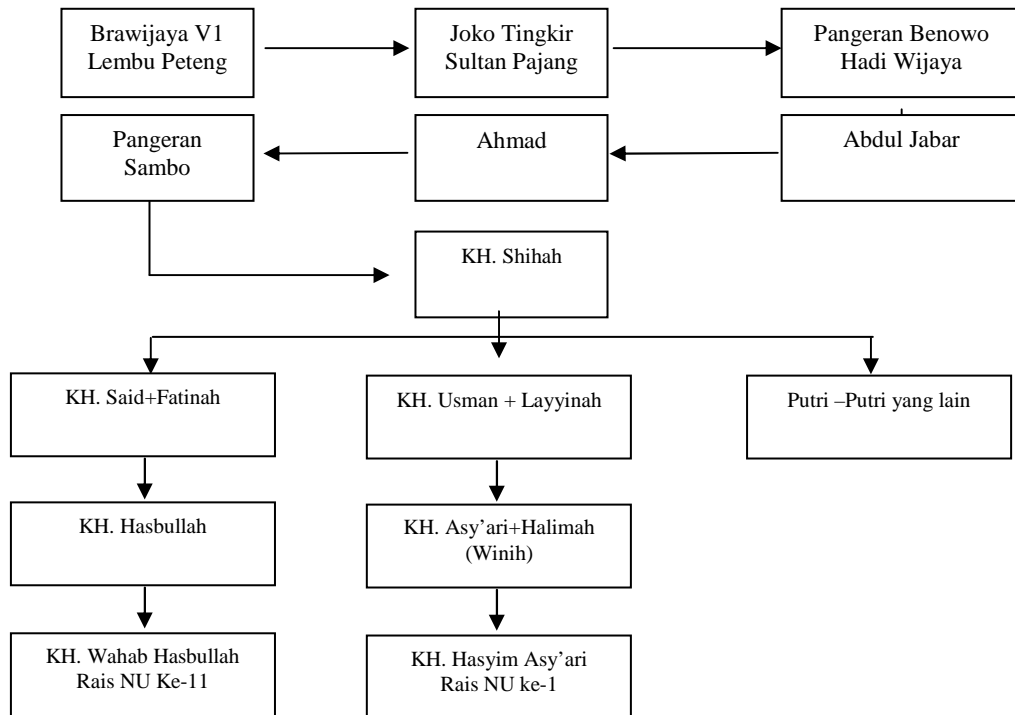 Brawijaya V1
Lembu Peteng
Joko Tingkir
Sultan Pajang
Pangeran Benowo
Hadi Wijaya
Abdul Jabar
Ahmad
Pangeran
Sambo
KH. Shihah
KH. Said+Fatinah
KH. Usman + Layyinah
Putri –Putri yang lain
KH. Hasbullah
KH. Asy’ari+Halimah
(Winih)
KH. Wahab Hasbullah
Rais NU Ke-11
KH. Hasyim Asy’ari
Rais NU ke-1